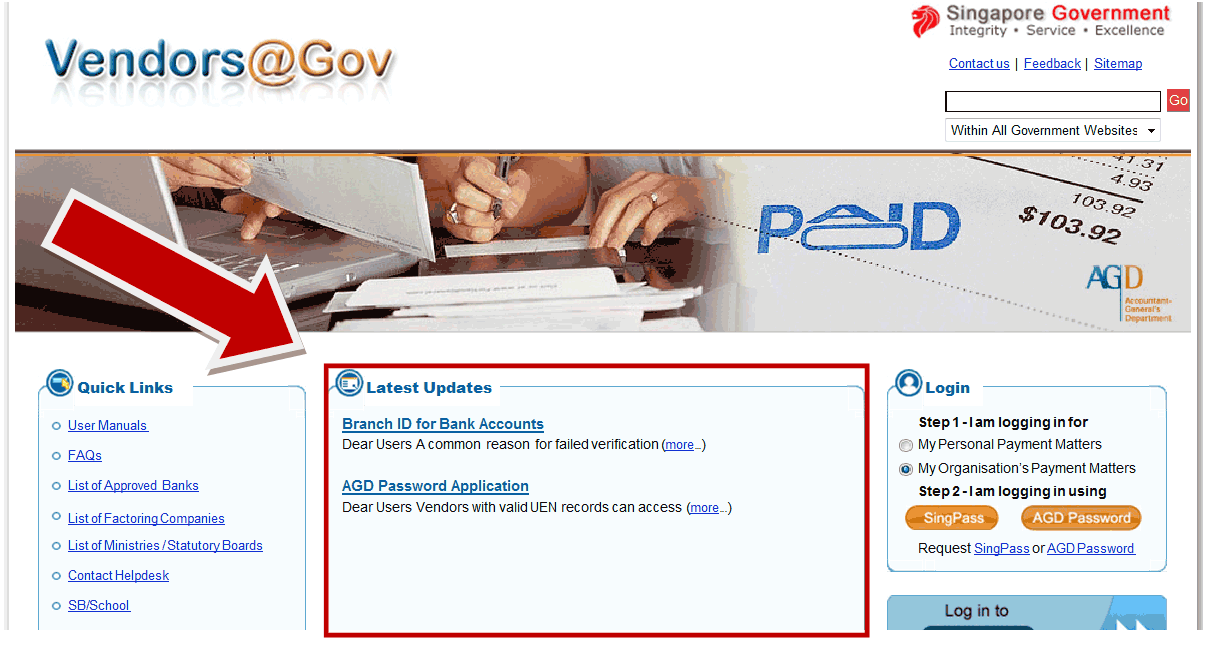 Singapore Government
Integrity • Service • Excellence
Vendors@Gov
Contact us | Feedback | Sitemap
Go
Within All Government Websites
41.31
4.93
103.92
$103.92
PAID
AGD
Accountant-
General's
Department
Quick Links
User Manuals
FAQs
List of Approved Banks
List of Factoring Companies
List of Ministries / Statutory Boards
Contact Helpdesk
SB/School
Latest Updates
Branch ID for Bank Accounts
Dear Users A common reason for failed verification (more...)
AGD Password Application
Dear Users Vendors with valid UEN records can access (more...)
Login
Step 1 - I am logging in for
My Personal Payment Matters
My Organisation's Payment Matters
Step 2 - I am logging in using
SingPass AGD Password
Request SingPass or AGD Password
Log in to